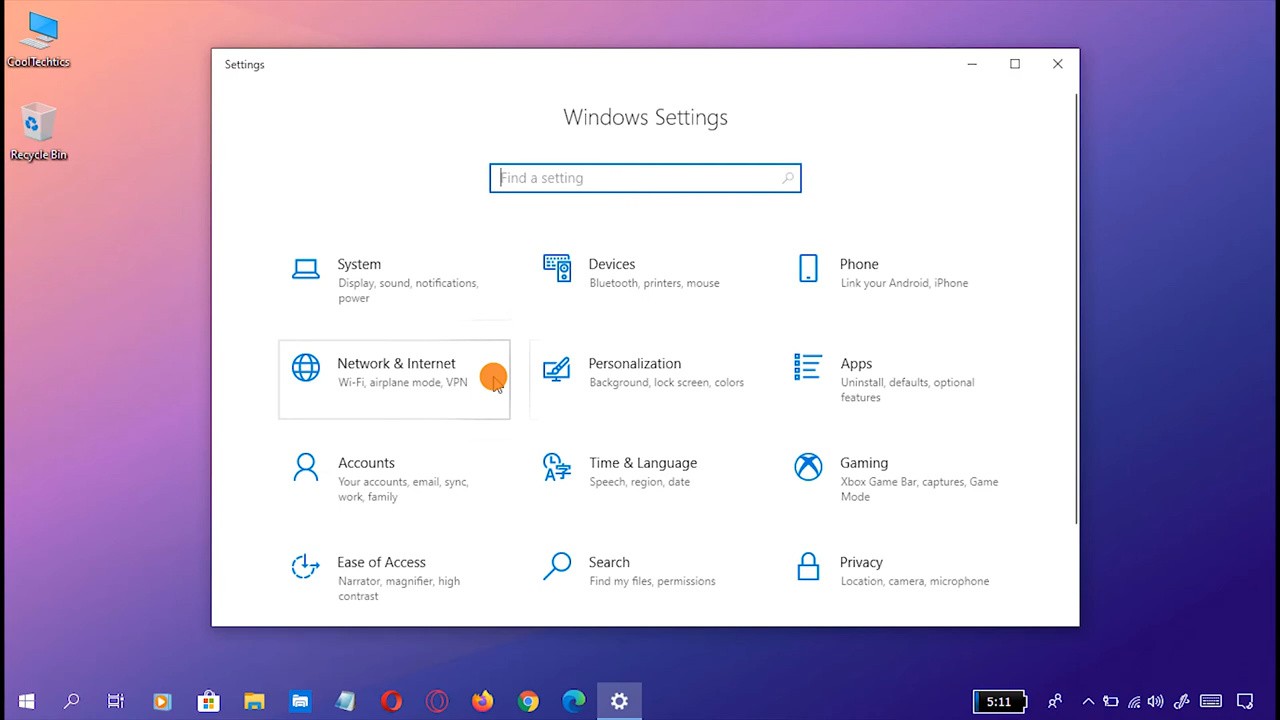 CoolTechtics
Recycle Bin
Settings
Windows Settings
Find a setting
System
Display, sound, notifications,
power
Devices
Bluetooth, printers, mouse
Phone
Link your Android, iPhone
Network & Internet
Wi-Fi, airplane mode, VPN
Personalization
Background, lock screen, colors
Apps
Uninstall, defaults, optional
features
Accounts
Your accounts, email, sync,
work, family
Time & Language
Speech, region, date
Gaming
Xbox Game Bar, captures, Game
Mode
Ease of Access
Narrator, magnifier, high
contrast
Search
Find my files, permissions
Privacy
Location, camera, microphone
5:11